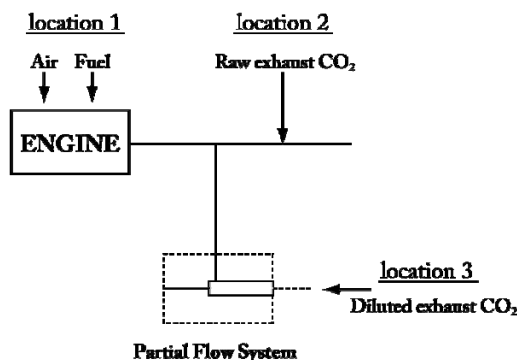 location 1
Air Fuel
ENGINE
location 2
Raw exhaust CO₂
location 3
Diluted exhaust CO₂
Partial Flow System